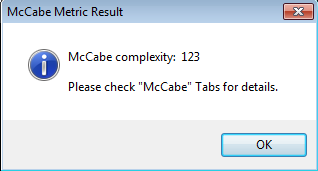 McCabe Metric Result
McCabe complexity: 123
Please check "McCabe" Tabs for details.
OK